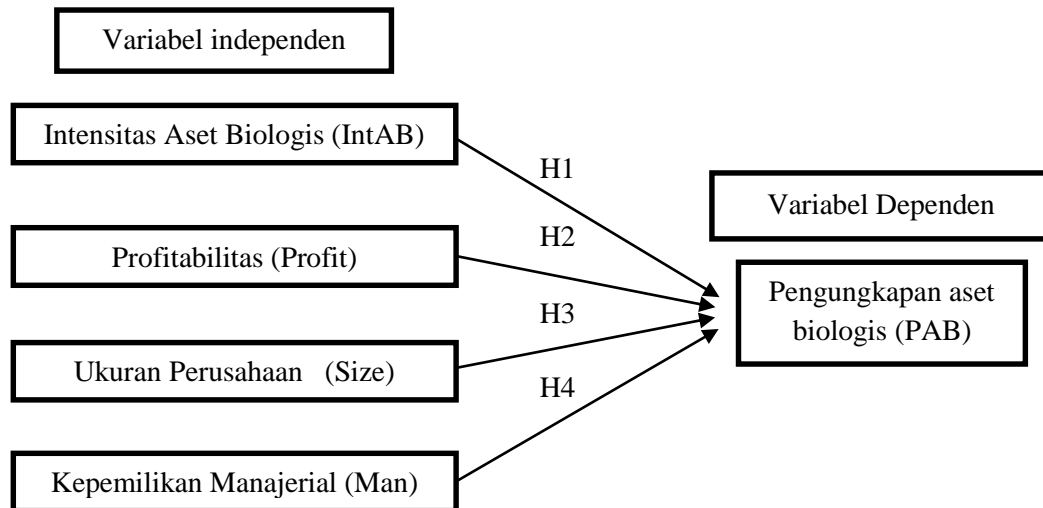 Variabel independen
Intensitas Aset Biologis (IntAB)
H1
Variabel Dependen
H2
Profitabilitas (Profit)
Pengungkapan aset
biologis (PAB)
H3
Ukuran Perusahaan (Size)
H4
Kepemilikan Manajerial (Man)